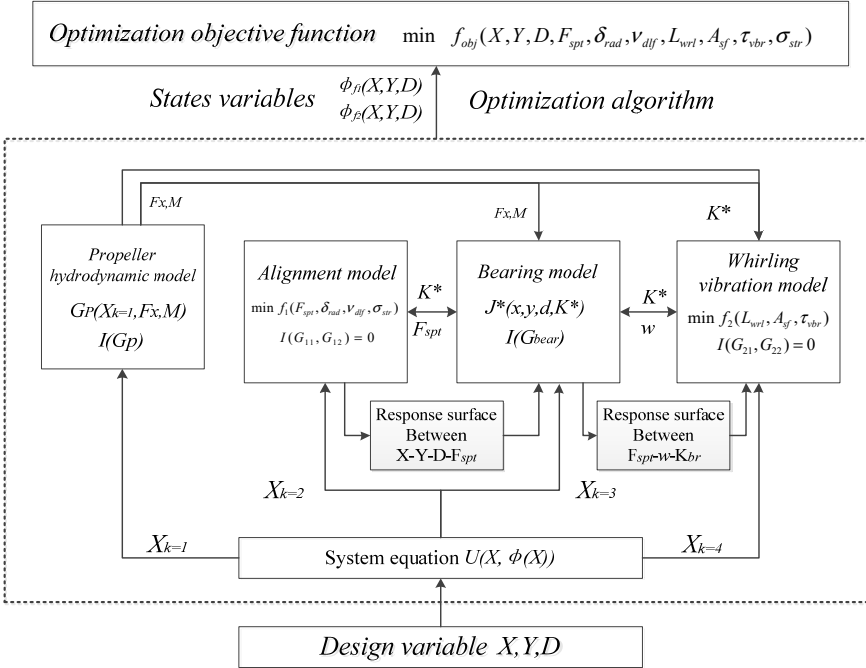 Optimization objective function min f_obj(X,Y,D,F_spt,δ_rad,ν_dlf,L_wrl,A_sf,τ_vbr,σ_str)
States variables
ϕ_f1(X,Y,D)
ϕ_f2(X,Y,D)
Optimization algorithm
Fx,M
Fx,M
K*
Propeller
hydrodynamic model
G_P(X_k=1,Fx,M)
I(Gp)
Alignment model
min f_1(F_spt,δ_rad,ν_dlf,σ_str)
I(G_11,G_12)=0
K*
F_spt
Bearing model
J*(x,y,d,K*)
I(G_bear)
K*
w
Whirling
vibration model
min f_2(L_wrl,A_sf,τ_vbr)
I(G_21,G_22)=0
Response surface
Between
X-Y-D-F_spt
Response surface
Between
F_spt-w-K_br
X_k=2
X_k=3
X_k=1
System equation U(X, ϕ(X))
X_k=4
Design variable X,Y,D